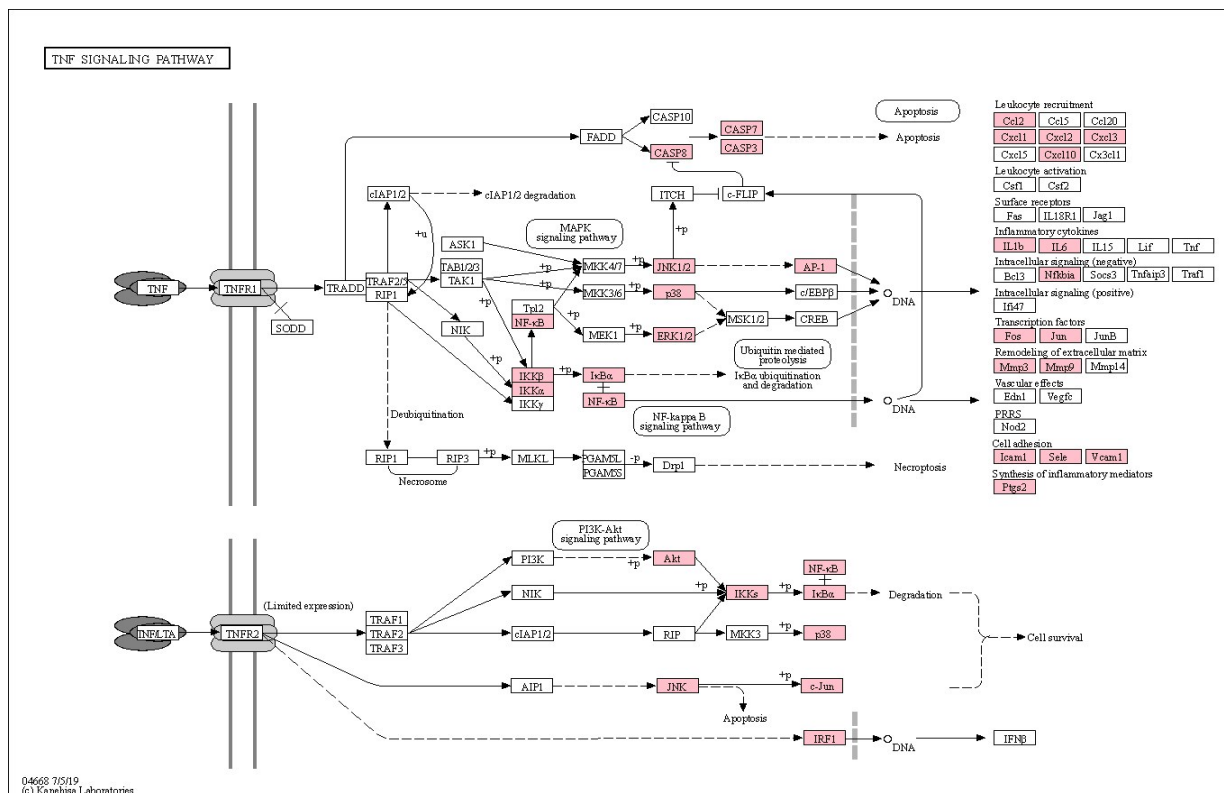 TNF SIGNALING PATHWAY
CASP10
FADD
CASP8
CASP7
CASP3
Apoptosis
Apoptosis
cIAP1/2
cIAP1/2 degradation
ITCH
c-FLIP
+u
+p
MAPK
signaling pathway
ASK1
TNF
TNFR1
SODD
TRADD
TRAF2/5
RIP1
TAB1/2/3
TAK1
+p
+p
+p
MKK4/7
+p
JNK1/2
AP-1
MKK3/6
+p
p38
c/EBPβ
DNA
Tpl2
NF-κB
NIK
+p
MEK1
+p
ERK1/2
MSK1/2
CREB
+p
Ubiquitin mediated
proteolysis
IKKβ
IKKα
IKKγ
+p
IκBα
IκBα ubiquitination
and degradation
NF-κB
DNA
NF-kappa B
signaling pathway
Deubiquitination
RIP1
RIP3
+p
MLKL
PGAM5L
PGAM5S
-p
Drp1
Necroptosis
Necrosome
Leukocyte recruitment
Ccl2 Ccl5 Ccl20
Cxcl1 Cxcl2 Cxcl3
Cxcl5 Cxcl10 Cx3cl1
Leukocyte activation
Csf1 Csf2
Surface receptors
Fas IL18R1 Jag1
Inflammatory cytokines
IL1b IL6 IL15 Lif Tnf
Intracellular signaling (negative)
Bcl3 Nfkbia Socs3 Tnfaip3 Traf1
Intracellular signaling (positive)
Ifi47
Transcription factors
Fos Jun JunB
Remodeling of extracellular matrix
Mmp3 Mmp9 Mmp14
Vascular effects
Edn1 Vegfc
PRRS
Nod2
Cell adhesion
Icam1 Sele Vcam1
Synthesis of inflammatory mediators
Ptgs2
PI3K-Akt
signaling pathway
PI3K
+p
Akt
NF-κB
NIK
+p
IKKs
+p
IκBα
Degradation
(Limited expression)
TNF/LTA
TNFR2
TRAF1
TRAF2
TRAF3
cIAP1/2
RIP
MKK3
+p
p38
Cell survival
AIP1
JNK
+p
c-Jun
Apoptosis
IRF1
DNA
IFNβ
04668 7/5/19
(c) Kanehisa Laboratories